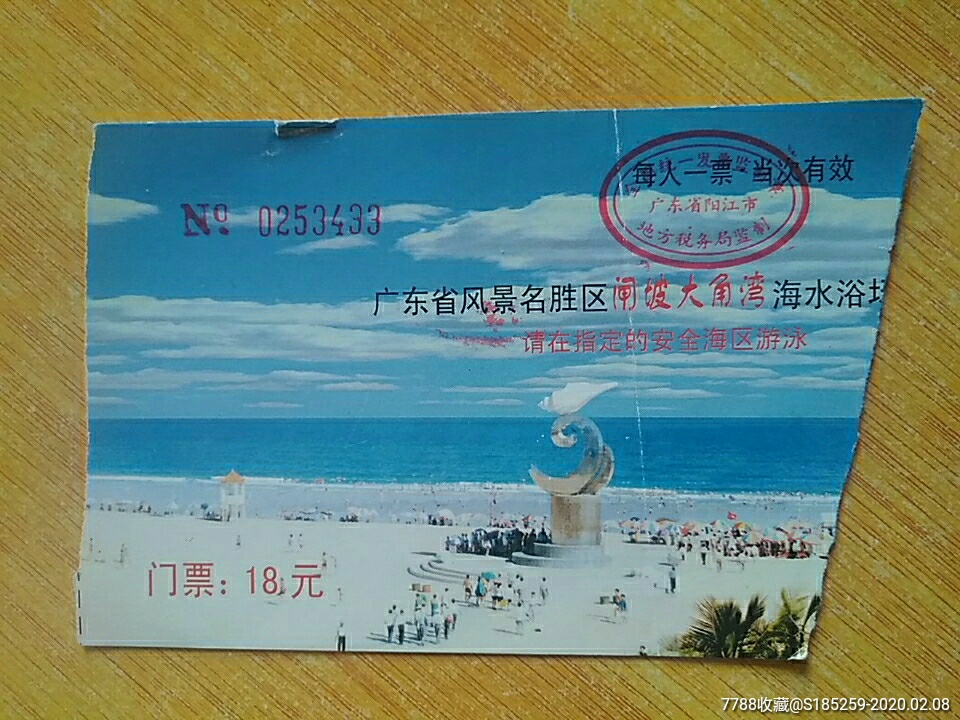 每人一票 当次有效
广东省阳江市
地方税务局监制
Nº 0253433
广东省风景名胜区闸坡大角湾海水浴场
请在指定的安全海区游泳
门票：18元
7788收藏@S185259-2020.02.08